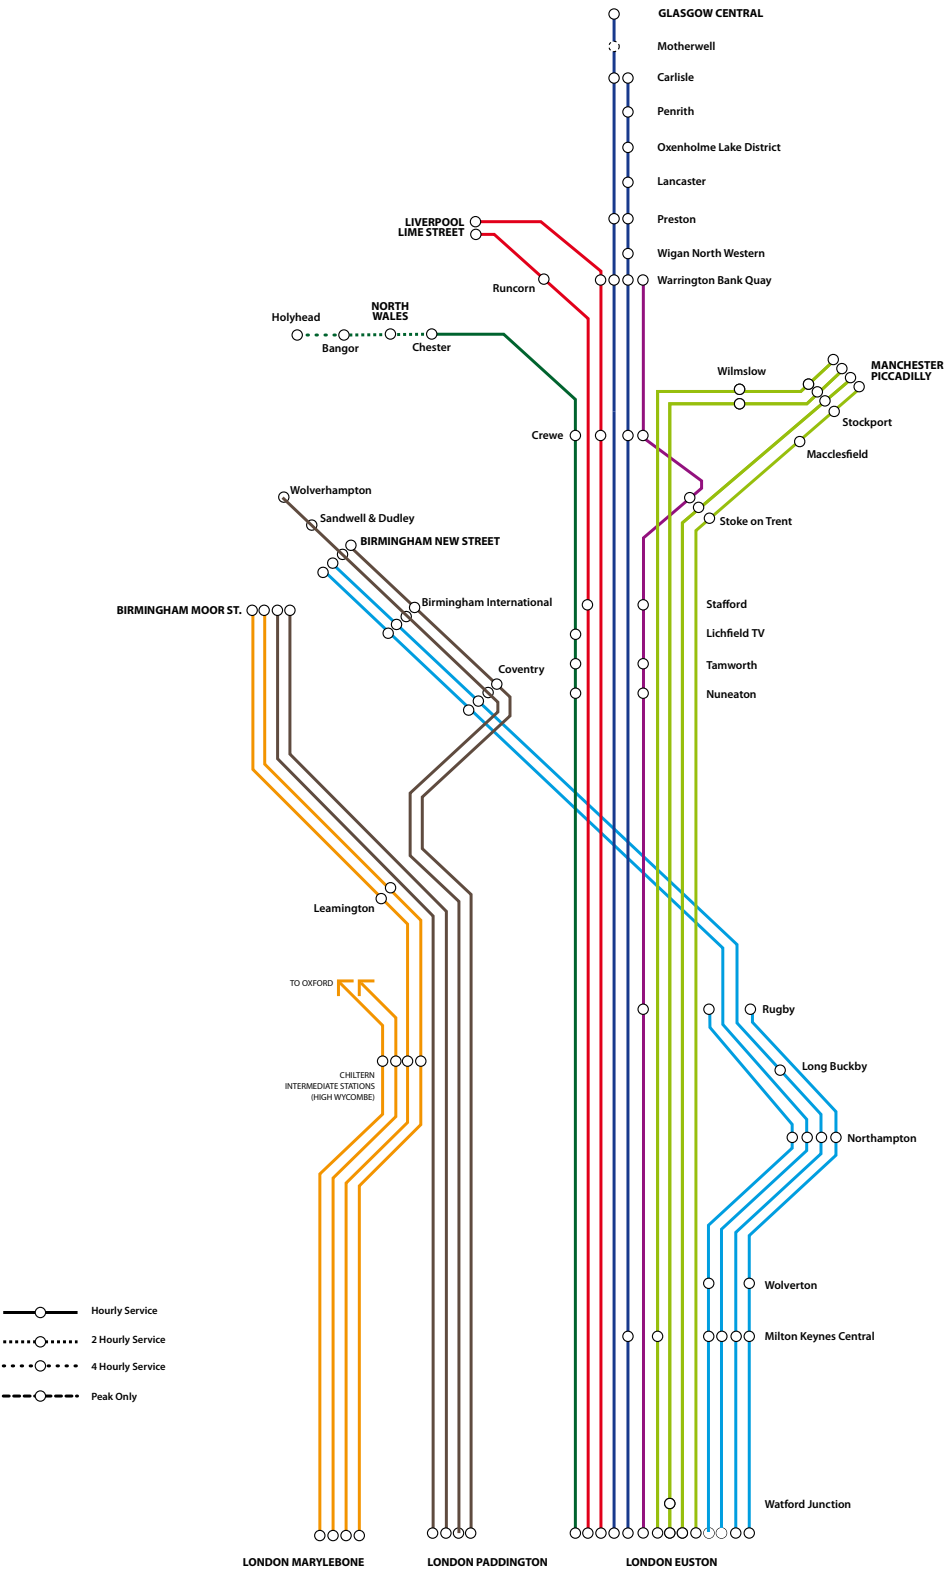 GLASGOW CENTRAL
Motherwell
Carlisle
Penrith
Oxenholme Lake District
Lancaster
Preston
LIVERPOOL
LIME STREET
Wigan North Western
Warrington Bank Quay
Runcorn
NORTH
WALES
Holyhead
Bangor
Chester
Wilmslow
MANCHESTER
PICCADILLY
Stockport
Crewe
Macclesfield
Wolverhampton
Sandwell & Dudley
Stoke on Trent
BIRMINGHAM NEW STREET
BIRMINGHAM MOOR ST.
Birmingham International
Stafford
Lichfield TV
Coventry
Tamworth
Nuneaton
Leamington
TO OXFORD
Rugby
CHILTERN
INTERMEDIATE STATIONS
(HIGH WYCOMBE)
Long Buckby
Northampton
Wolverton
Hourly Service
2 Hourly Service
4 Hourly Service
Peak Only
Milton Keynes Central
Watford Junction
LONDON MARYLEBONE
LONDON PADDINGTON
LONDON EUSTON